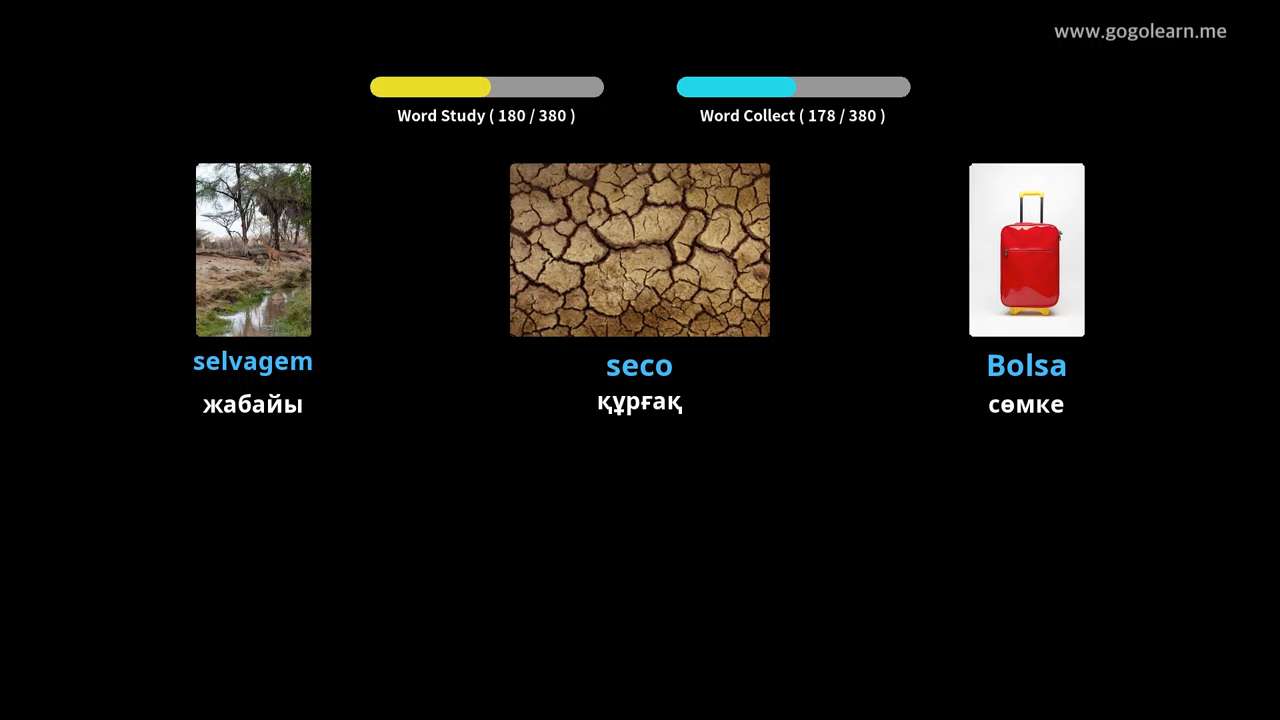 www.gogolearn.me
Word Study ( 180 / 380 )
Word Collect ( 178 / 380 )
selvagem
жабайы
seco
құрғақ
Bolsa
сөмке